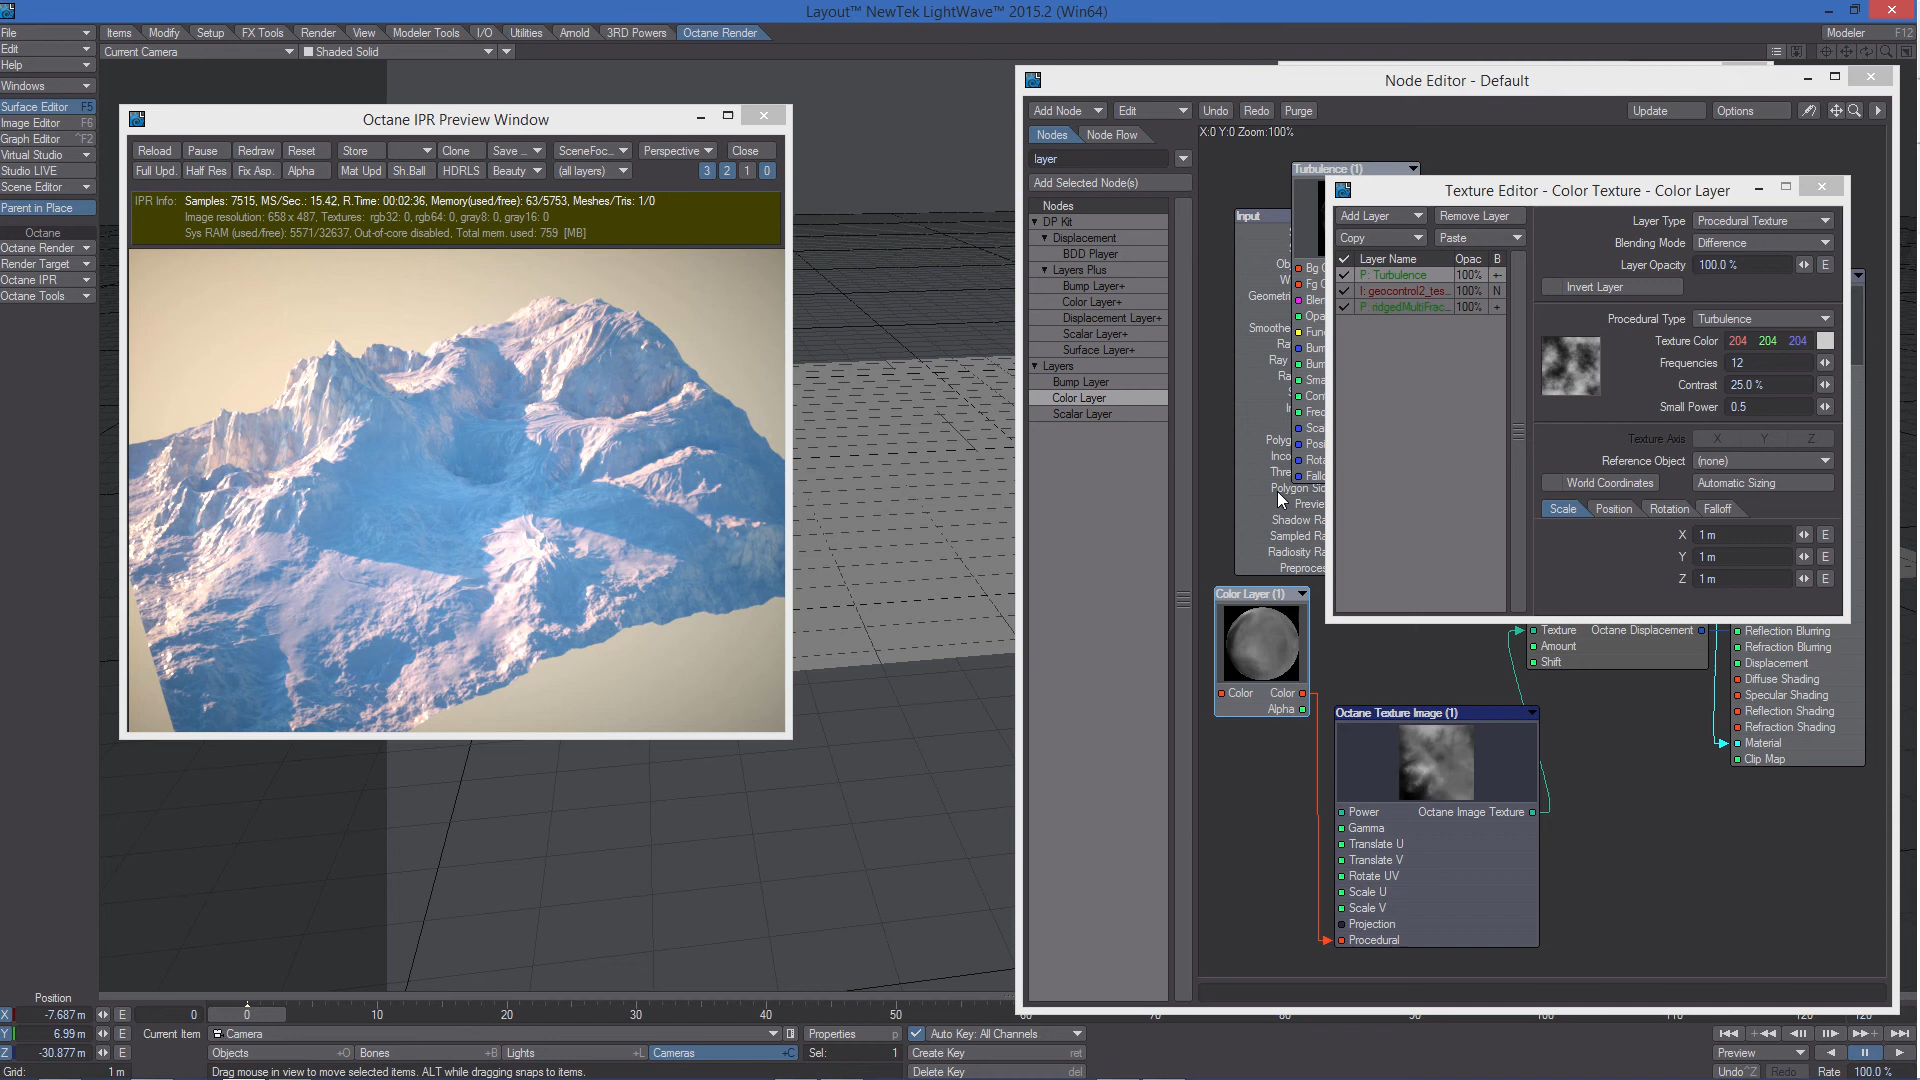 Layout™ NewTek LightWave™ 2015.2 (Win64)
File Items Modify Setup FX Tools Render View Modeler Tools I/O Utilities Arnold 3RD Powers Octane Render Modeler F12
Edit Current Camera Shaded Solid
Help
Windows
Surface Editor F5
Image Editor F6
Graph Editor ^F2
Virtual Studio
Studio LIVE
Scene Editor
Parent in Place
Octane
Octane Render
Render Target
Octane IPR
Octane Tools
Octane IPR Preview Window
Reload Pause Redraw Reset Store Clone Save ... SceneFoc... Perspective Close
Full Upd. Half Res Fix Asp. Alpha Mat Upd Sh.Ball HDRLS Beauty (all layers) 3 2 1 0
IPR Info: Samples: 7515, MS/Sec.: 15.42, R.Time: 00:02:36, Memory(used/free): 63/5753, Meshes/Tris: 1/0
Image resolution: 658 x 487, Textures: rgb32: 0, rgb64: 0, gray8: 0, gray16: 0
Sys RAM (used/free): 5571/32637, Out-of-core disabled, Total mem. used: 759 [MB]
Node Editor - Default
Add Node Edit Undo Redo Purge Update Options
Nodes Node Flow X:0 Y:0 Zoom:100%
layer
Add Selected Node(s)
Nodes
DP Kit
Displacement
BDD Player
Layers Plus
Bump Layer+
Color Layer+
Displacement Layer+
Scalar Layer+
Surface Layer+
Layers
Bump Layer
Color Layer
Scalar Layer
Turbulence (1)
Input
Geometr
Smoothe
Polygon Sid
Previe
Shadow Ra
Sampled Ra
Radiosity Ra
Preproces
Texture Editor - Color Texture - Color Layer
Add Layer Remove Layer
Copy Paste
Layer Name Opac B
P: Turbulence 100% +-
I: geocontrol2_tes... 100% N
P: ridgedMultiFrac... 100% +
Layer Type Procedural Texture
Blending Mode Difference
Layer Opacity 100.0 % E
Invert Layer
Procedural Type Turbulence
Texture Color 204 204 204
Frequencies 12
Contrast 25.0 %
Small Power 0.5
Texture Axis X Y Z
Reference Object (none)
World Coordinates Automatic Sizing
Scale Position Rotation Falloff
X 1 m E
Y 1 m E
Z 1 m E
Color Layer (1)
Color Color
Alpha
Texture Octane Displacement
Amount
Shift
Reflection Blurring
Refraction Blurring
Displacement
Diffuse Shading
Specular Shading
Reflection Shading
Refraction Shading
Material
Clip Map
Octane Texture Image (1)
Power Octane Image Texture
Gamma
Translate U
Translate V
Rotate UV
Scale U
Scale V
Projection
Procedural
Position
X -7.687 m E 0 0 10 20 30 40 50
Y 6.99 m E Current Item Camera Properties p Auto Key: All Channels
Z -30.877 m E Objects +O Bones +B Lights +L Cameras +C Sel: 1 Create Key ret Preview
Grid: 1 m Drag mouse in view to move selected items. ALT while dragging snaps to items. Delete Key del Undo ^Z Redo Rate 100.0 %